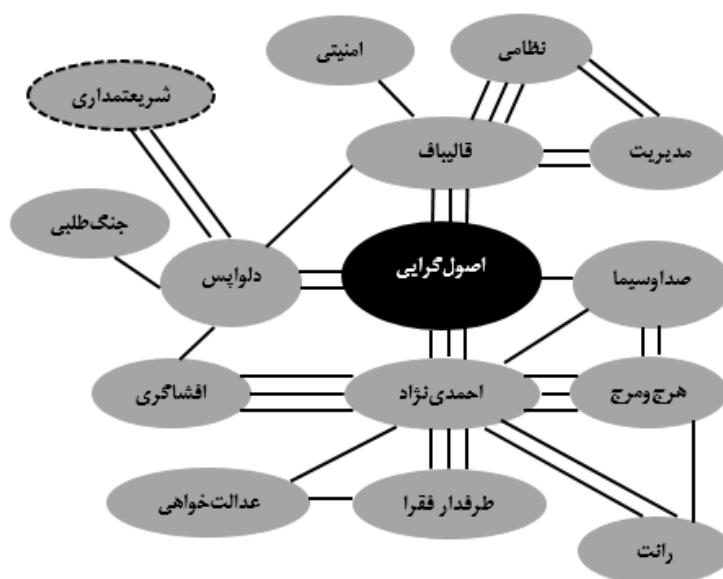 امنیتی
نظامی
شریعتمداری
قالیباف
مدیریت
جنگ‌طلبی
دلواپس
اصول‌گرایی
صداوسیما
افشاگری
احمدی‌نژاد
هرج‌ومرج
عدالت‌خواهی
طرفدار فقرا
رانت